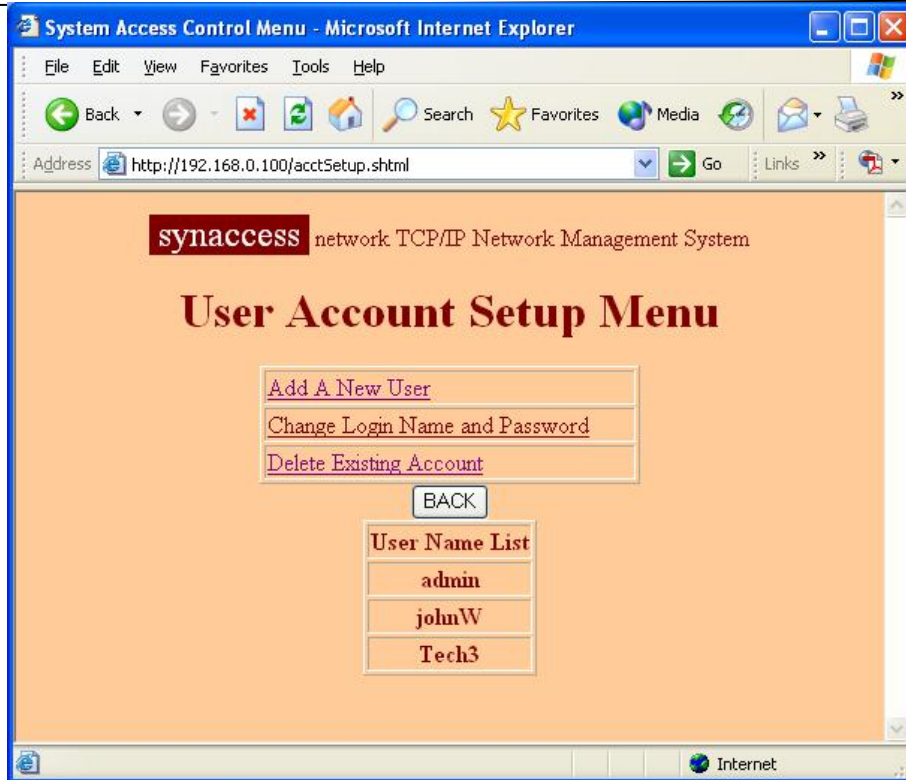 System Access Control Menu - Microsoft Internet Explorer
File Edit View Favorites Tools Help
Back Search Favorites Media »
Address http://192.168.0.100/acctSetup.shtml Go Links »
synaccess network TCP/IP Network Management System
User Account Setup Menu
Add A New User
Change Login Name and Password
Delete Existing Account
BACK
User Name List
admin
johnW
Tech3
Internet